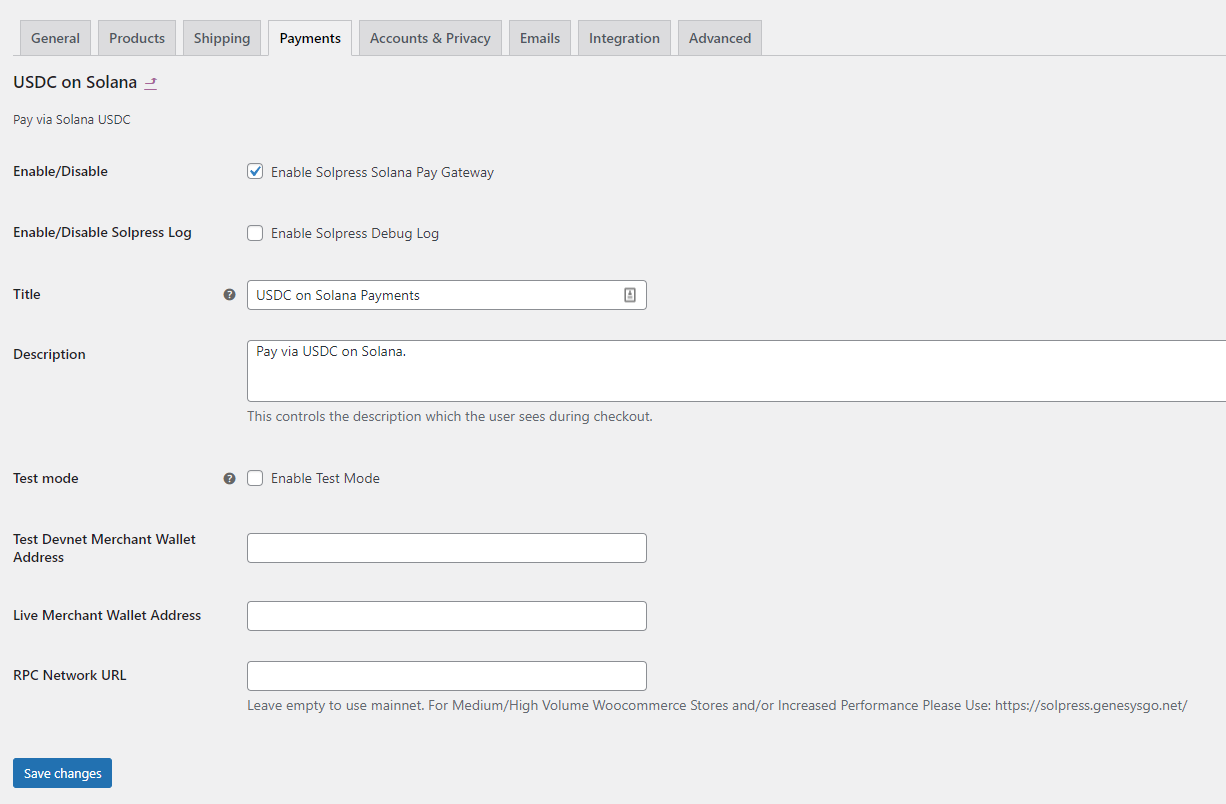 General Products Shipping Payments Accounts & Privacy Emails Integration Advanced
USDC on Solana
Pay via Solana USDC
Enable/Disable Enable Solpress Solana Pay Gateway
Enable/Disable Solpress Log Enable Solpress Debug Log
Title ? USDC on Solana Payments
Description Pay via USDC on Solana.
This controls the description which the user sees during checkout.
Test mode ? Enable Test Mode
Test Devnet Merchant Wallet
Address
Live Merchant Wallet Address
RPC Network URL
Leave empty to use mainnet. For Medium/High Volume Woocommerce Stores and/or Increased Performance Please Use: https://solpress.genesysgo.net/
Save changes